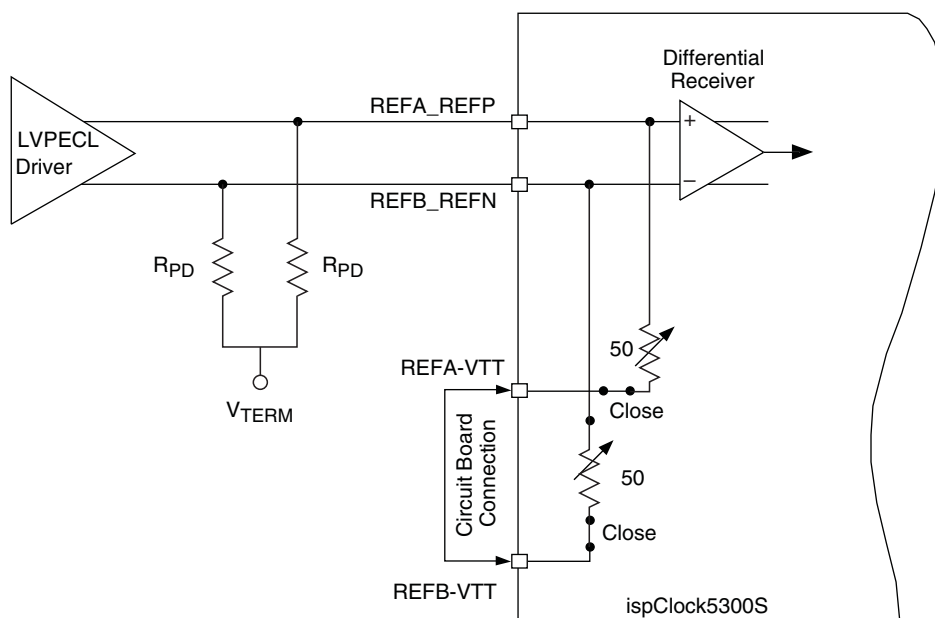 Differential
Receiver
REFA_REFP
+
LVPECL
Driver
−
REFB_REFN
RPD
RPD
50
REFA-VTT
VTERM
Close
Circuit Board
Connection
50
Close
REFB-VTT
ispClock5300S